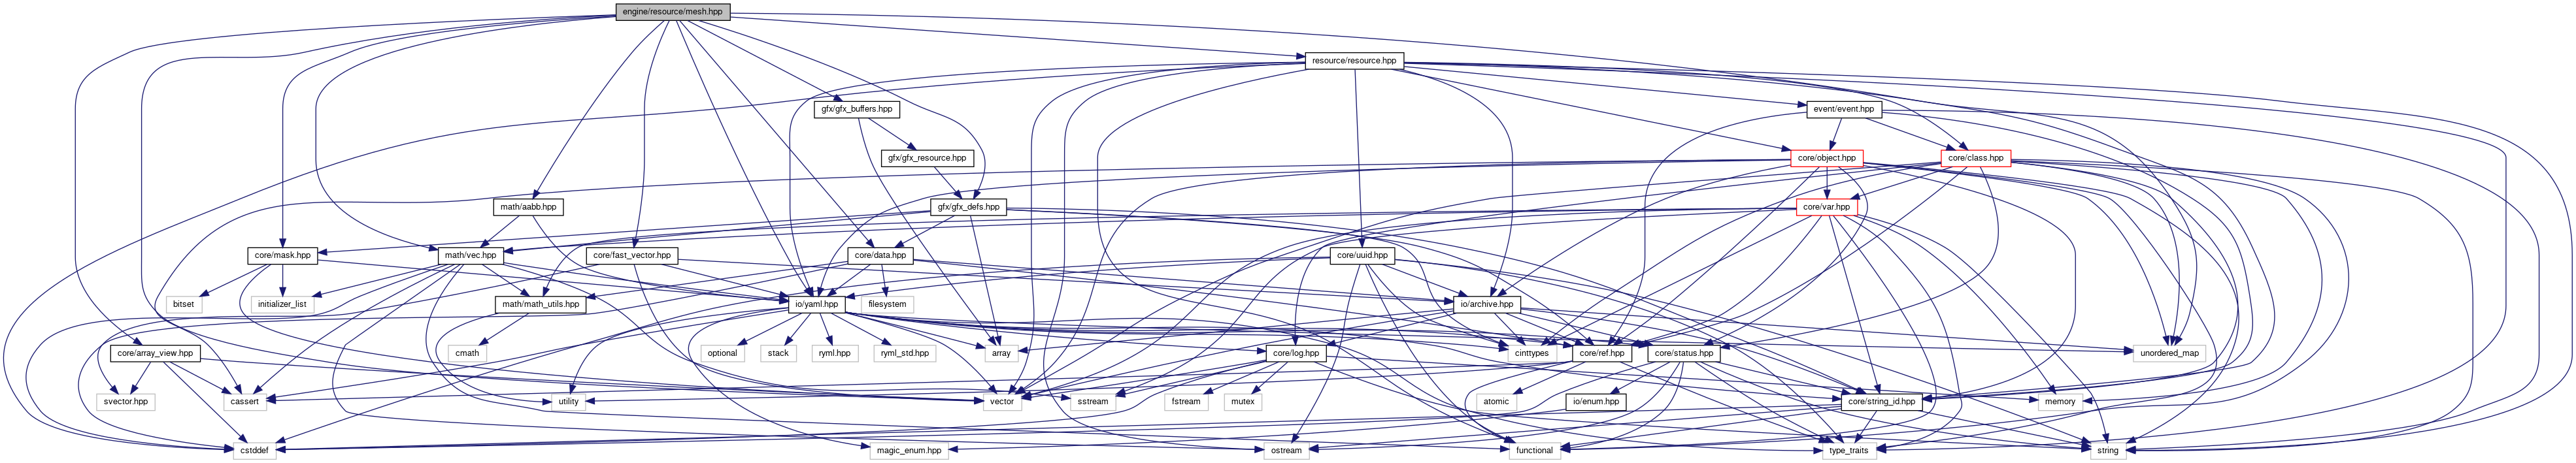 engine/resource/mesh.hpp
resource/resource.hpp
gfx/gfx_buffers.hpp
event/event.hpp
gfx/gfx_resource.hpp
core/object.hpp
core/class.hpp
math/aabb.hpp
gfx/gfx_defs.hpp
core/var.hpp
core/mask.hpp
math/vec.hpp
core/fast_vector.hpp
core/data.hpp
core/uuid.hpp
bitset
initializer_list
math/math_utils.hpp
io/yaml.hpp
filesystem
io/archive.hpp
core/array_view.hpp
cmath
optional
stack
ryml.hpp
ryml_std.hpp
array
core/log.hpp
cinttypes
core/ref.hpp
core/status.hpp
unordered_map
svector.hpp
cassert
utility
vector
sstream
fstream
mutex
atomic
io/enum.hpp
core/string_id.hpp
memory
cstddef
magic_enum.hpp
ostream
functional
type_traits
string